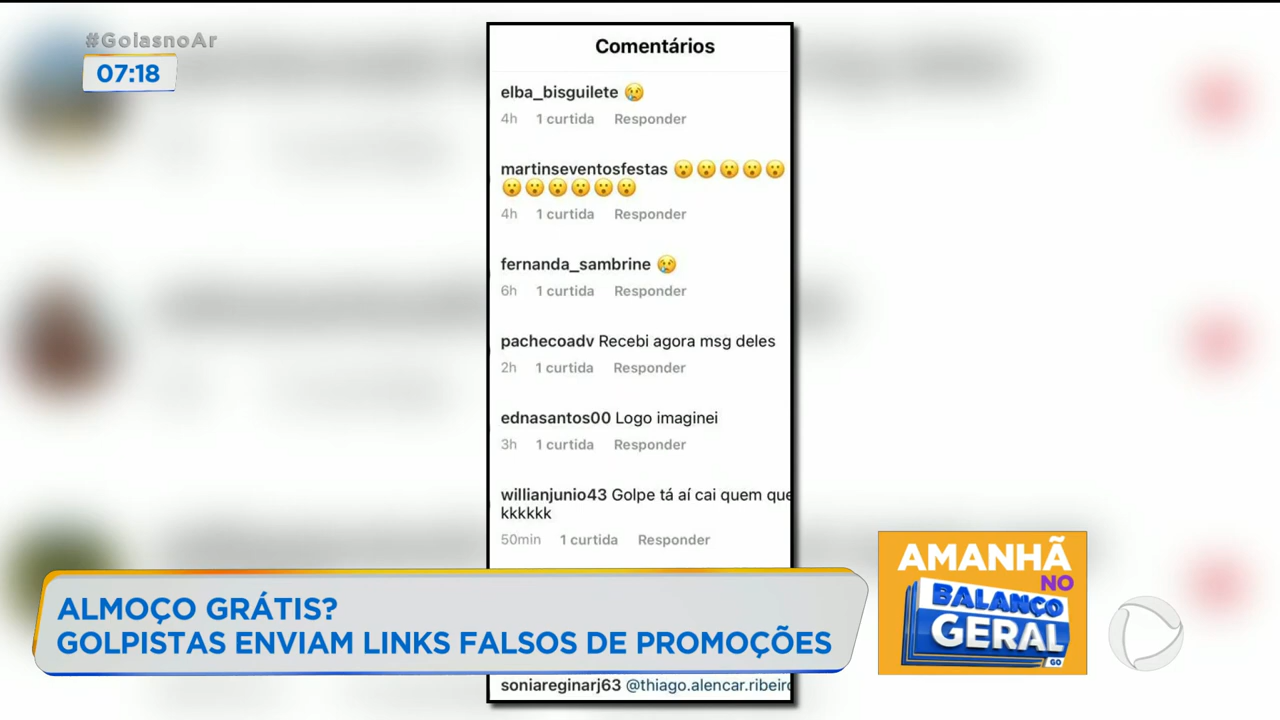 #GoIasnoAr
07:18
Comentários
elba_bisguilete 😢
4h 1 curtida Responder
martinseventosfestas 😮😮😮😮😮
😮😮😮😮😮😮
4h 1 curtida Responder
fernanda_sambrine 😢
6h 1 curtida Responder
pachecoadv Recebi agora msg deles
2h 1 curtida Responder
ednasantos00 Logo imaginei
3h 1 curtida Responder
willianjunio43 Golpe tá aí cai quem que
kkkkkk
50min 1 curtida Responder
ALMOÇO GRÁTIS?
GOLPISTAS ENVIAM LINKS FALSOS DE PROMOÇÕES
AMANHÃ
NO
BALANÇO
GERAL
GO
soniareginarj63 @thiago.alencar.ribeiro